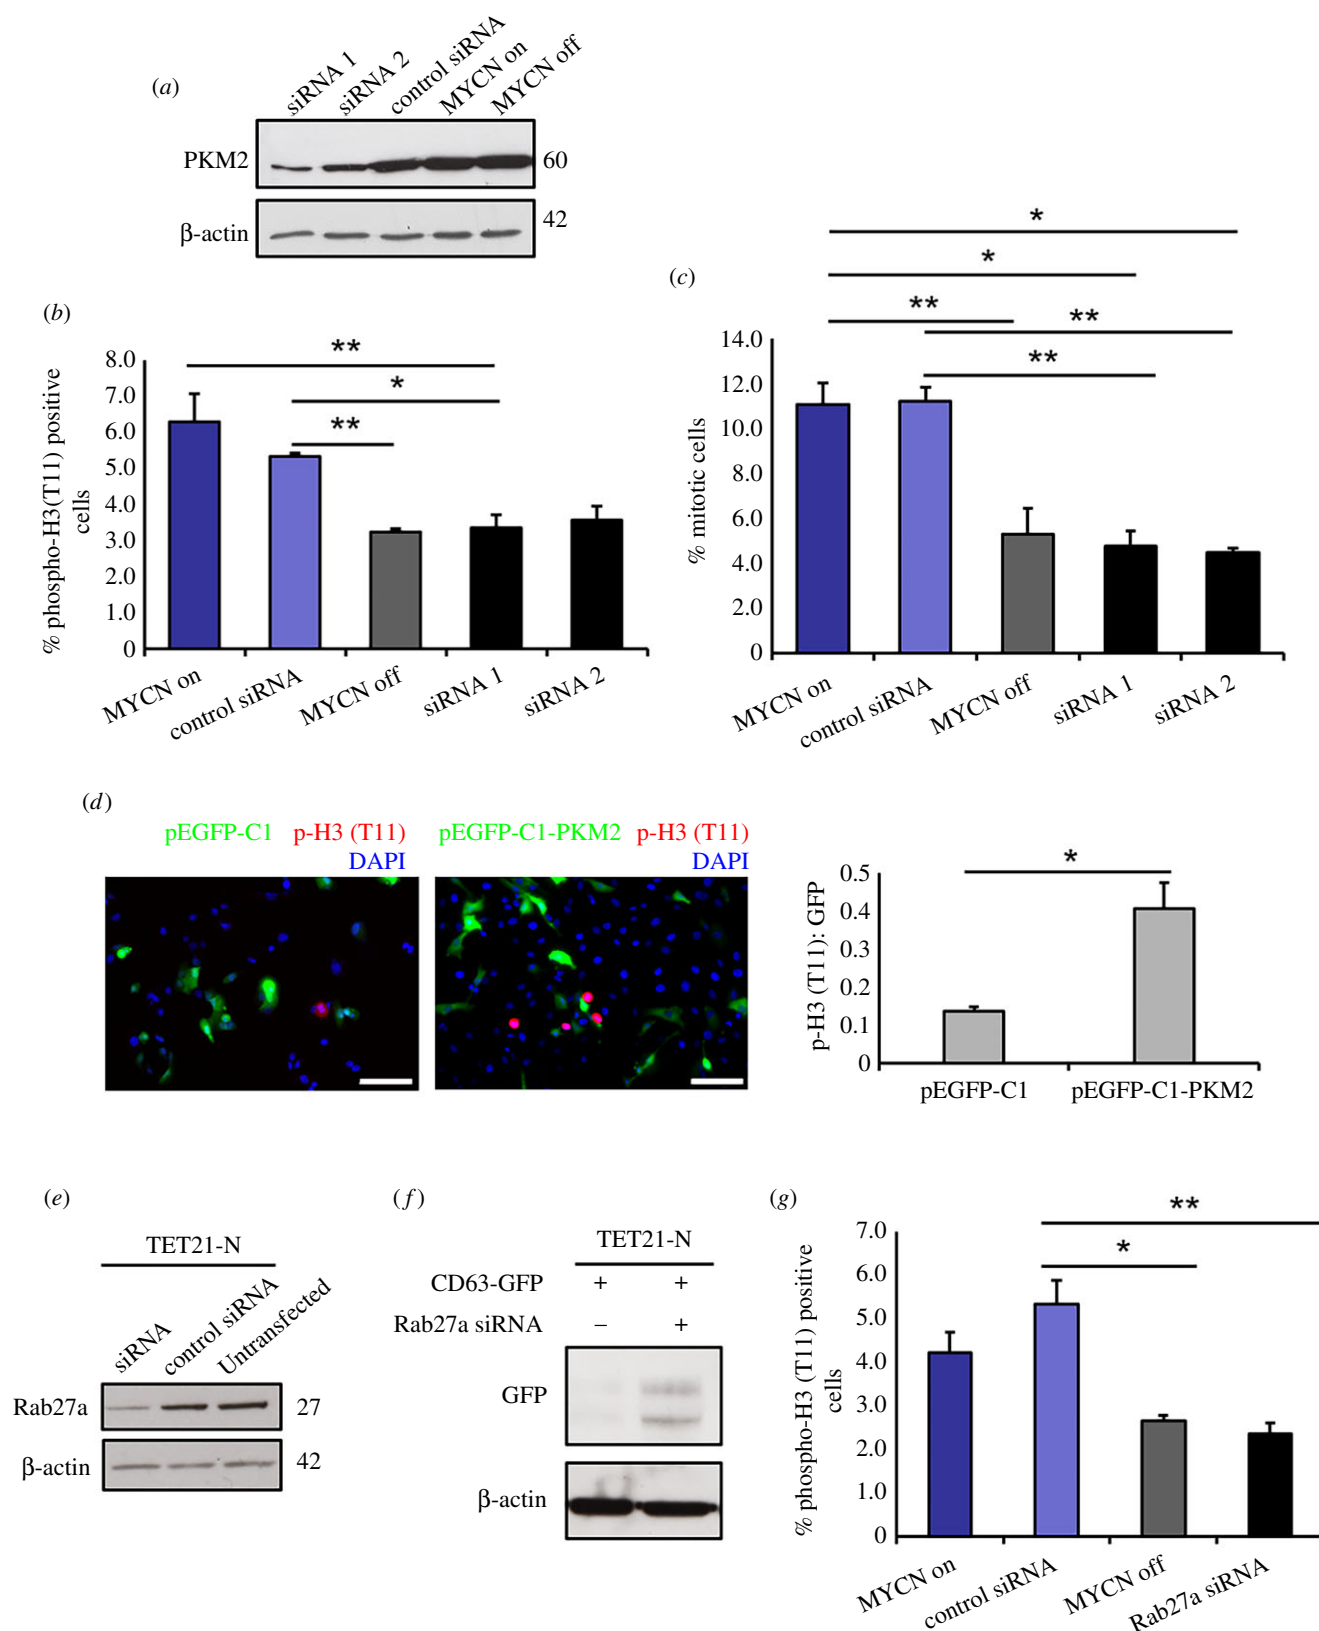 (a)
siRNA 1
siRNA 2
control siRNA
MYCN on
MYCN off
PKM2
60
β-actin
42
(b)
% phospho-H3(T11) positive
cells
8.0
7.0
6.0
5.0
4.0
3.0
2.0
1.0
0
**
*
**
MYCN on
control siRNA
MYCN off
siRNA 1
siRNA 2
(c)
% mitotic cells
14.0
12.0
10.0
8.0
6.0
4.0
2.0
0
*
*
**
**
**
MYCN on
control siRNA
MYCN off
siRNA 1
siRNA 2
(d)
pEGFP-C1 p-H3 (T11)
DAPI
pEGFP-C1-PKM2 p-H3 (T11)
DAPI
p-H3 (T11): GFP
0.5
0.4
0.3
0.2
0.1
0
*
pEGFP-C1
pEGFP-C1-PKM2
(e)
TET21-N
siRNA
control siRNA
Untransfected
Rab27a
27
β-actin
42
(f)
TET21-N
CD63-GFP + +
Rab27a siRNA – +
GFP
β-actin
(g)
% phospho-H3 (T11) positive
cells
7.0
6.0
5.0
4.0
3.0
2.0
1.0
0
**
*
MYCN on
control siRNA
MYCN off
Rab27a siRNA